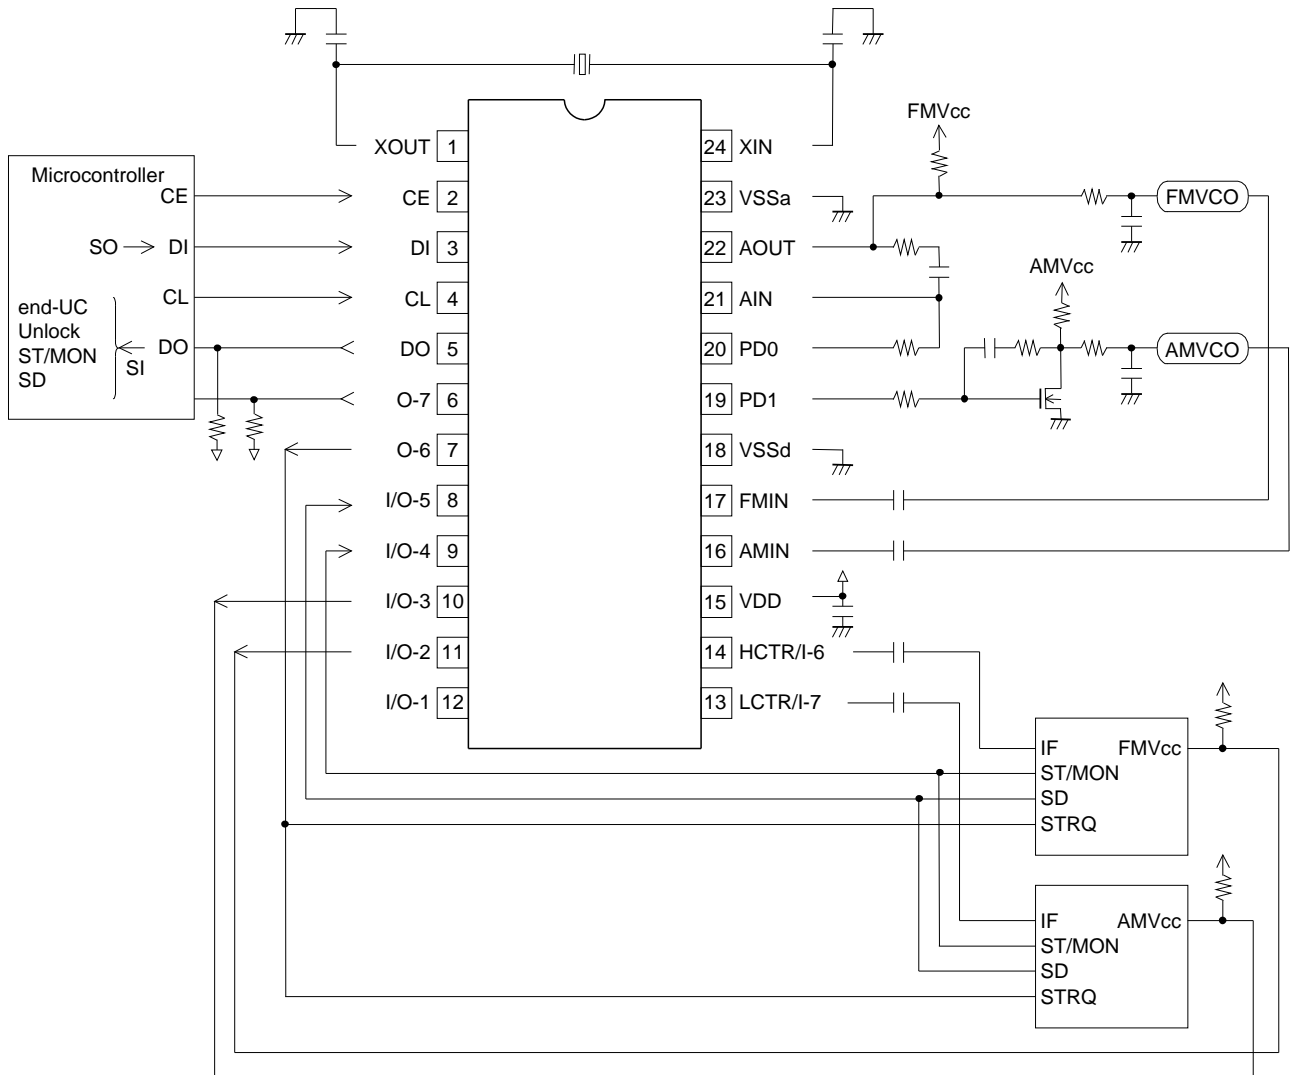 Microcontroller
CE
SO DI
CL
end-UC
Unlock
ST/MON
SD
SI
DO
XOUT 1
CE 2
DI 3
CL 4
DO 5
O-7 6
O-6 7
I/O-5 8
I/O-4 9
I/O-3 10
I/O-2 11
I/O-1 12
24 XIN
23 VSSa
22 AOUT
21 AIN
20 PD0
19 PD1
18 VSSd
17 FMIN
16 AMIN
15 VDD
14 HCTR/I-6
13 LCTR/I-7
FMVcc
FMVCO
AMVcc
AMVCO
IF FMVcc
ST/MON
SD
STRQ
IF AMVcc
ST/MON
SD
STRQ